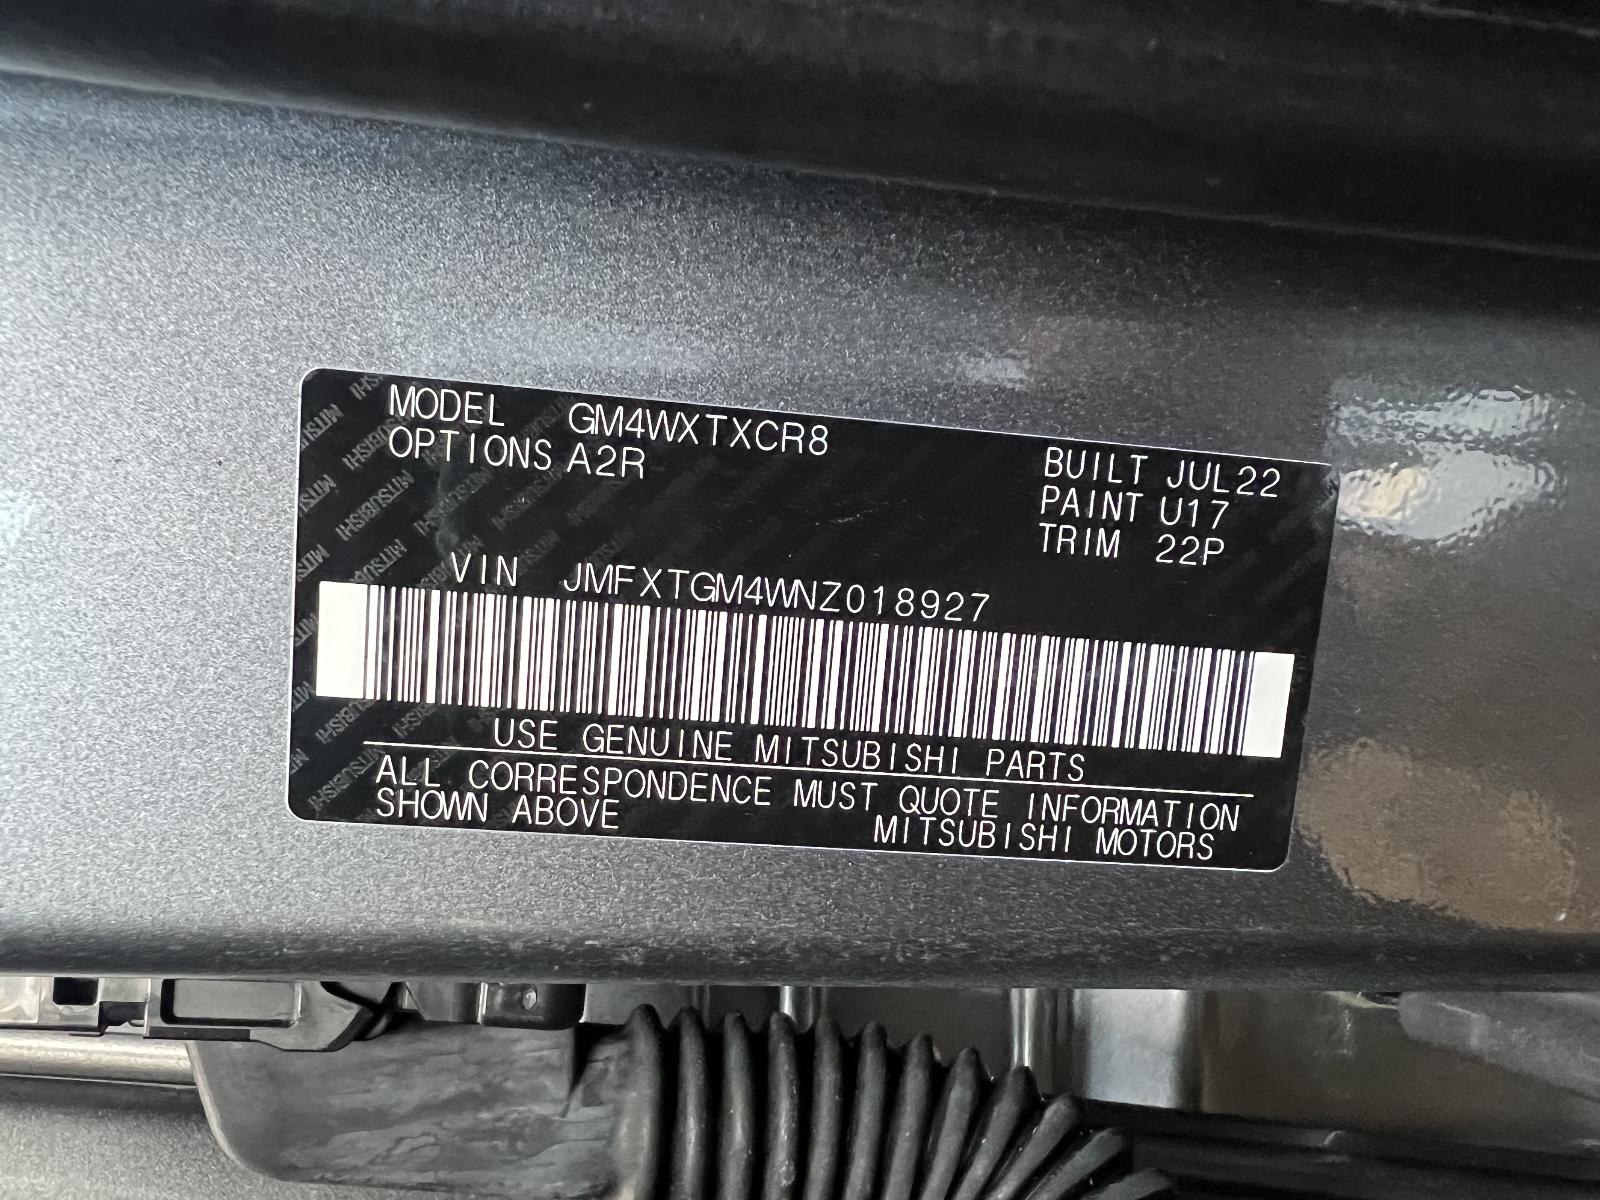 MODEL GM4WXTXCR8
OPTIONS A2R
BUILT JUL22
PAINT U17
TRIM 22P
VIN JMFXTGM4WNZ018927
USE GENUINE MITSUBISHI PARTS
ALL CORRESPONDENCE MUST QUOTE INFORMATION
SHOWN ABOVE MITSUBISHI MOTORS